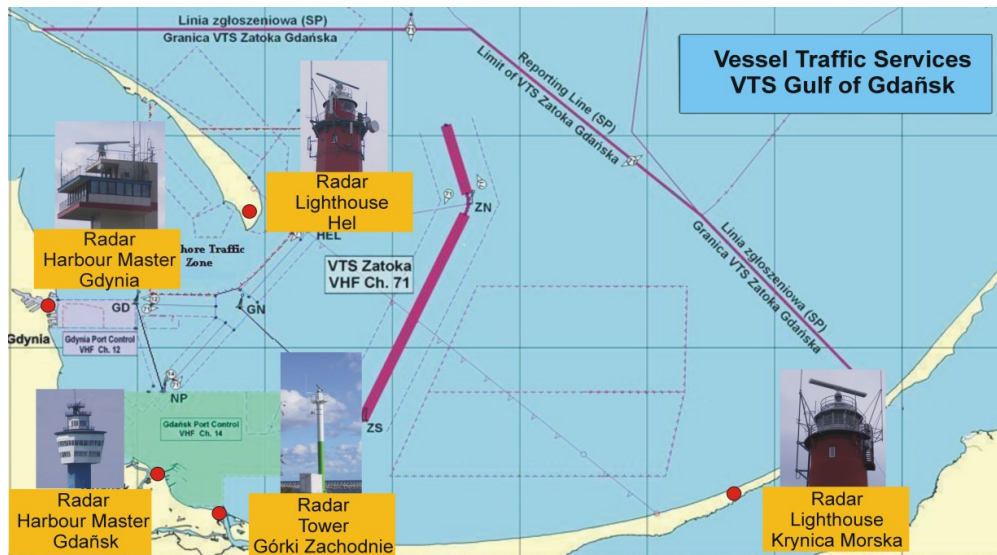 Linia zgłoszeniowa (SP)
Granica VTS Zatoka Gdańska
Reporting Line (SP)
Limit of VTS Zatoka Gdańska
Vessel Traffic Services
VTS Gulf of Gdañsk
Radar
Lighthouse
Hel
Radar
Harbour Master
Gdynia
HEL
ZN
hore Traffic
Zone
VTS Zatoka
VHF Ch. 71
Linia zgłoszeniowa (SP)
Granica VTS Zatoka Gdańska
GD
GN
Gdynia
Gdynia Port Control
VHF Ch. 12
NP
Gdańsk Port Control
VHF Ch. 14
ZS
Radar
Harbour Master
Gdańsk
Radar
Tower
Górki Zachodnie
Radar
Lighthouse
Krynica Morska